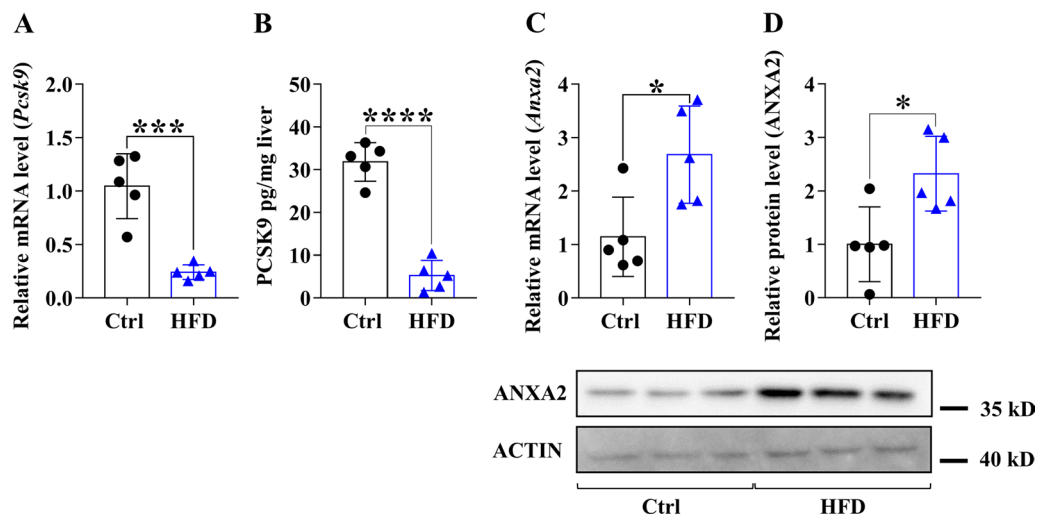 A
B
C
D
Relative mRNA level (Pcsk9)
2.0
1.5
1.0
0.5
0.0
***
Ctrl
HFD
PCSK9 pg/mg liver
50
40
30
20
10
0
****
Ctrl
HFD
Relative mRNA level (Anxa2)
4
3
2
1
0
*
Ctrl
HFD
Relative protein level (ANXA2)
4
3
2
1
0
*
Ctrl
HFD
ANXA2
35 kD
ACTIN
40 kD
Ctrl
HFD